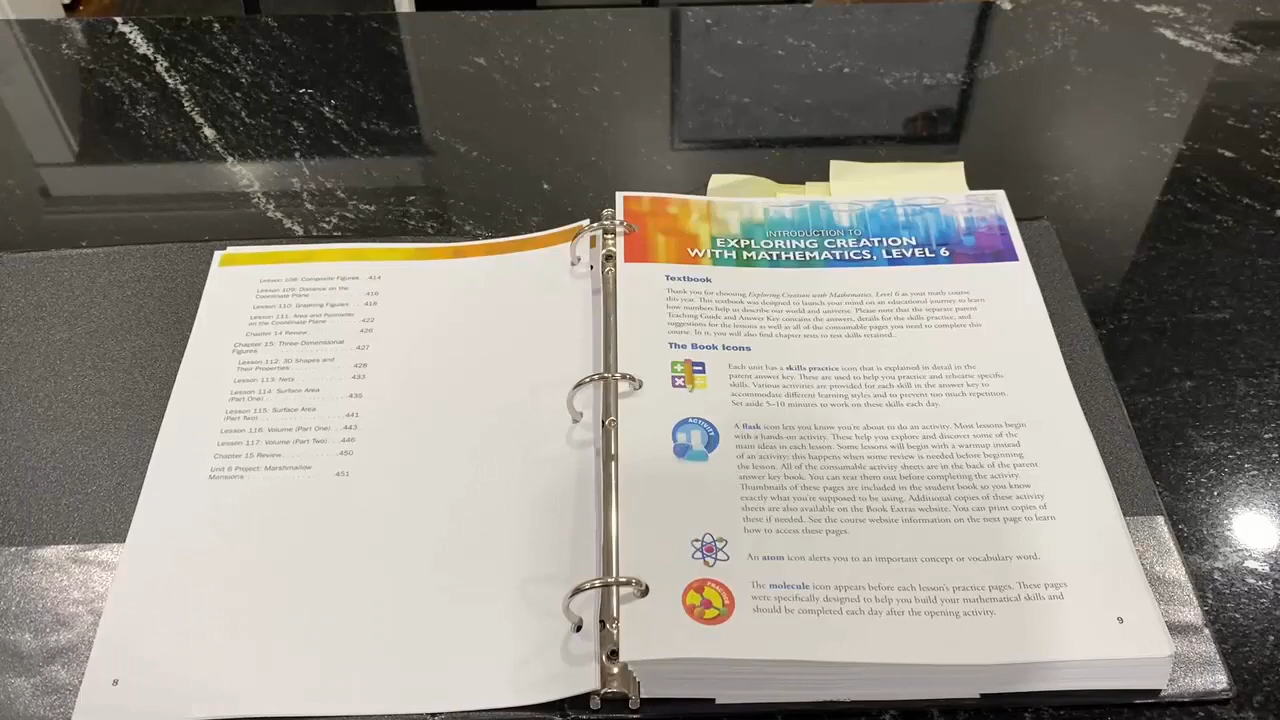 Lesson 108: Composite Figures . .414
Lesson 109: Distance on the
Coordinate Plane . . . . . . . . . . .416
Lesson 110: Graphing Figures . . .418
Lesson 111: Area and Perimeter
on the Coordinate Plane . . . . . .422
Chapter 14 Review. . . . . . . . . . . . .426
Chapter 15: Three-Dimensional
Figures . . . . . . . . . . . . . . . . . . .427
Lesson 112: 3D Shapes and
Their Properties . . . . . . . . . . . . .428
Lesson 113: Nets. . . . . . . . . . . . .433
Lesson 114: Surface Area
(Part One) . . . . . . . . . . . . . . . . .435
Lesson 115: Surface Area
(Part Two) . . . . . . . . . . . . . . . . .441
Lesson 116: Volume (Part One) . .443
Lesson 117: Volume (Part Two) . .446
Chapter 15 Review. . . . . . . . . . . . .450
Unit 6 Project: Marshmallow
Mansions . . . . . . . . . . . . . . . . .451
8
INTRODUCTION TO
EXPLORING CREATION
WITH MATHEMATICS, LEVEL 6
Textbook
Thank you for choosing Exploring Creation with Mathematics, Level 6 as your math course
this year. This textbook was designed to launch your mind on an educational journey to learn
how numbers help us describe our world and universe. Please note that the separate parent
Teaching Guide and Answer Key contains the answers, details for the skills practice, and
suggestions for the lessons as well as all of the consumable pages you need to complete this
course. In it, you will also find chapter tests to test skills retained.
The Book Icons
Each unit has a skills practice icon that is explained in detail in the
parent answer key. These are used to help you practice and rehearse specific
skills. Various activities are provided for each skill in the answer key to
accommodate different learning styles and to prevent too much repetition.
Set aside 5–10 minutes to work on these skills each day.
ACTIVITY
A flask icon lets you know you're about to do an activity. Most lessons begin
with a hands-on activity. These help you explore and discover some of the
main ideas in each lesson. Some lessons will begin with a warmup instead
of an activity; this happens when some review is needed before beginning
the lesson. All of the consumable activity sheets are in the back of the parent
answer key book. You can tear them out before completing the activity.
Thumbnails of these pages are included in the student book so you know
exactly what you're supposed to be using. Additional copies of these activity
sheets are also available on the Book Extras website. You can print copies of
these if needed. See the course website information on the next page to learn
how to access these pages.
An atom icon alerts you to an important concept or vocabulary word.
PRACTICE
The molecule icon appears before each lesson's practice pages. These pages
were specifically designed to help you build your mathematical skills and
should be completed each day after the opening activity.
9